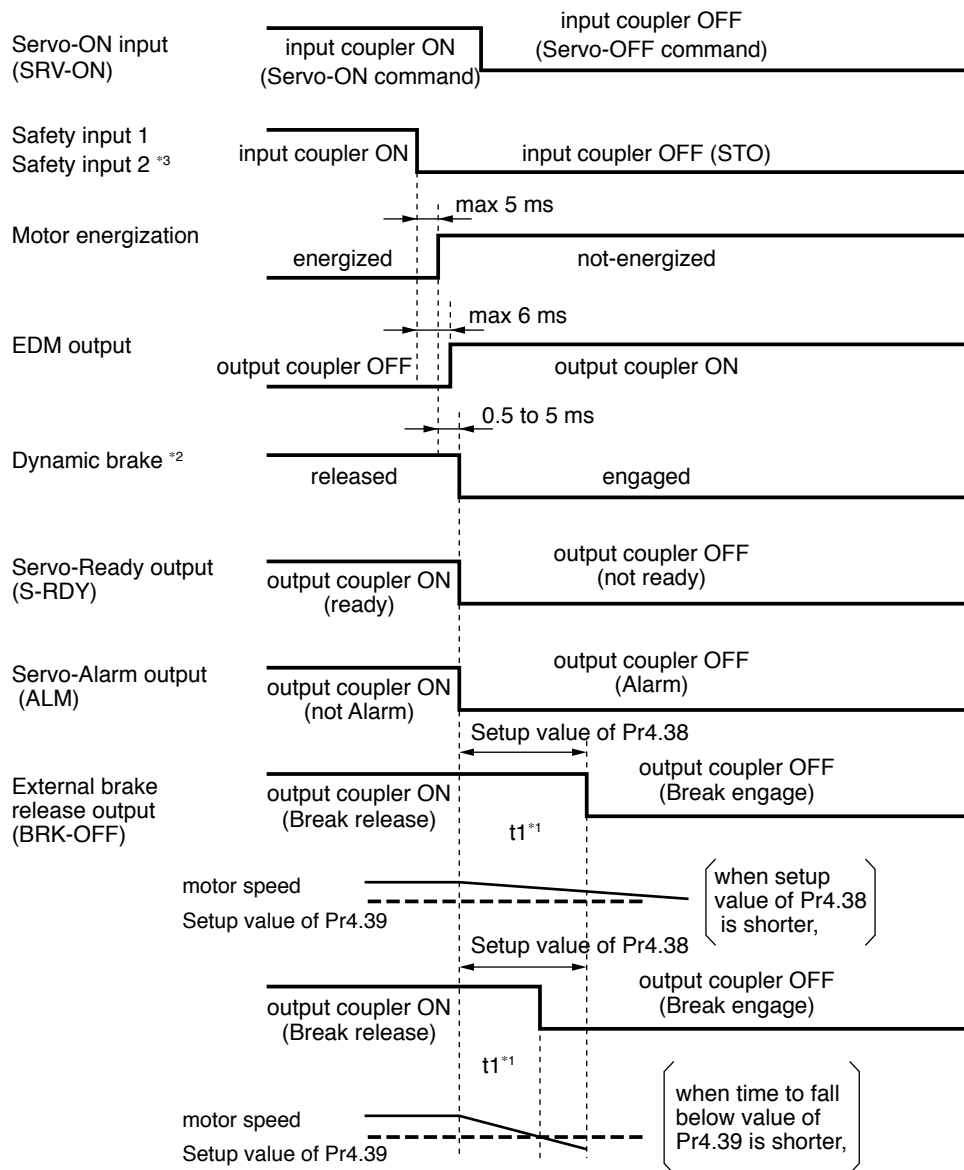 Servo-ON input
(SRV-ON)
input coupler ON
(Servo-ON command)
input coupler OFF
(Servo-OFF command)
Safety input 1
Safety input 2 *3
input coupler ON
input coupler OFF (STO)
max 5 ms
Motor energization
energized
not-energized
max 6 ms
EDM output
output coupler OFF
output coupler ON
0.5 to 5 ms
Dynamic brake *2
released
engaged
Servo-Ready output
(S-RDY)
output coupler ON
(ready)
output coupler OFF
(not ready)
Servo-Alarm output
(ALM)
output coupler ON
(not Alarm)
output coupler OFF
(Alarm)
Setup value of Pr4.38
External brake
release output
(BRK-OFF)
output coupler ON
(Break release)
t1*1
output coupler OFF
(Break engage)
motor speed
Setup value of Pr4.39
when setup
value of Pr4.38
is shorter,
Setup value of Pr4.38
output coupler ON
(Break release)
t1*1
output coupler OFF
(Break engage)
motor speed
Setup value of Pr4.39
when time to fall
below value of
Pr4.39 is shorter,